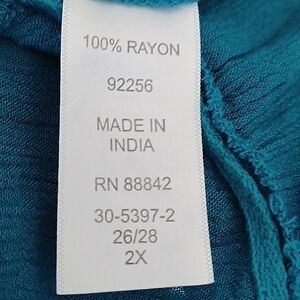 100% RAYON
92256
MADE IN
INDIA
RN 88842
30-5397-2
26/28
2X